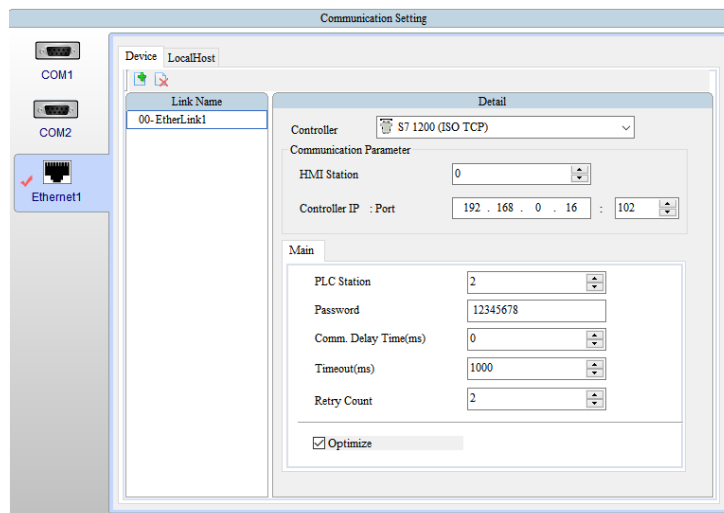 Communication Setting
COM1
COM2
Ethernet1
Device LocalHost
Link Name
00-EtherLink1
Detail
Controller S7 1200 (ISO TCP)
Communication Parameter
HMI Station 0
Controller IP : Port 192 . 168 . 0 . 16 : 102
Main
PLC Station 2
Password 12345678
Comm. Delay Time(ms) 0
Timeout(ms) 1000
Retry Count 2
Optimize